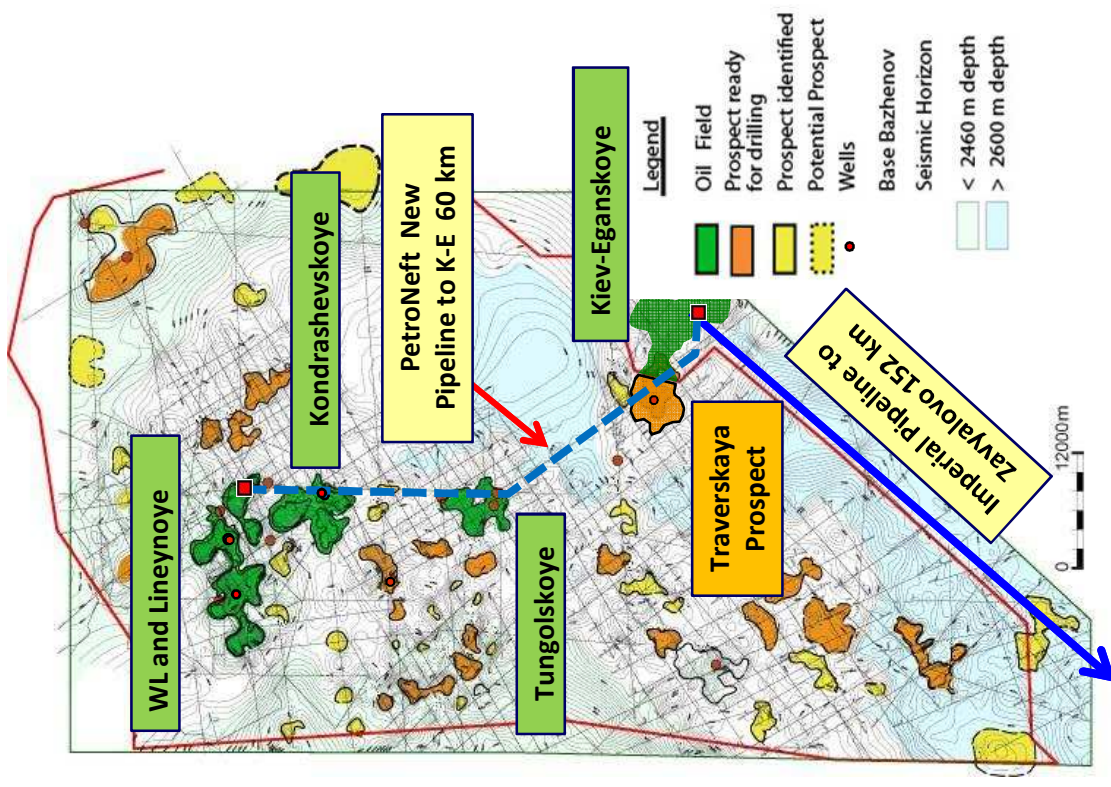 WL and Lineynoye
Kondrashevskoye
PetroNeft New
Pipeline to K-E 60 km
Kiev-Eganskoye
Tungolskoye
Traverskaya
Prospect
Imperial Pipeline to
Zavyalovo 152 km
0
12000m
Legend
Oil Field
Prospect ready
for drilling
Prospect identified
Potential Prospect
Wells
Base Bazhenov
Seismic Horizon
< 2460 m depth
> 2600 m depth